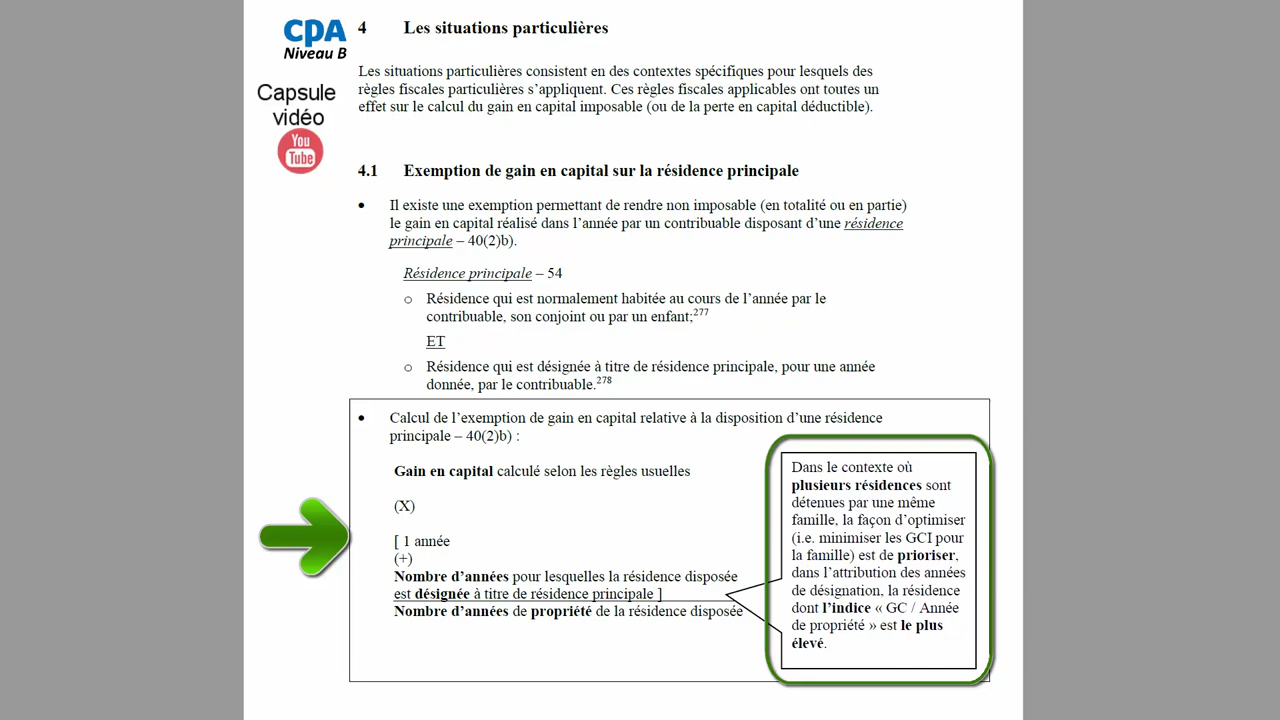 CPA
Niveau B
Capsule
vidéo
You
Tube
4 Les situations particulières
Les situations particulières consistent en des contextes spécifiques pour lesquels des
règles fiscales particulières s’appliquent. Ces règles fiscales applicables ont toutes un
effet sur le calcul du gain en capital imposable (ou de la perte en capital déductible).
4.1 Exemption de gain en capital sur la résidence principale
• Il existe une exemption permettant de rendre non imposable (en totalité ou en partie)
le gain en capital réalisé dans l’année par un contribuable disposant d’une résidence
principale – 40(2)b).
Résidence principale – 54
o Résidence qui est normalement habitée au cours de l’année par le
contribuable, son conjoint ou par un enfant;277
ET
o Résidence qui est désignée à titre de résidence principale, pour une année
donnée, par le contribuable.278
• Calcul de l’exemption de gain en capital relative à la disposition d’une résidence
principale – 40(2)b) :
Gain en capital calculé selon les règles usuelles
(X)
[ 1 année
(+)
Nombre d’années pour lesquelles la résidence disposée
est désignée à titre de résidence principale ]
Nombre d’années de propriété de la résidence disposée
Dans le contexte où
plusieurs résidences sont
détenues par une même
famille, la façon d’optimiser
(i.e. minimiser les GCI pour
la famille) est de prioriser,
dans l’attribution des années
de désignation, la résidence
dont l’indice « GC / Année
de propriété » est le plus
élevé.